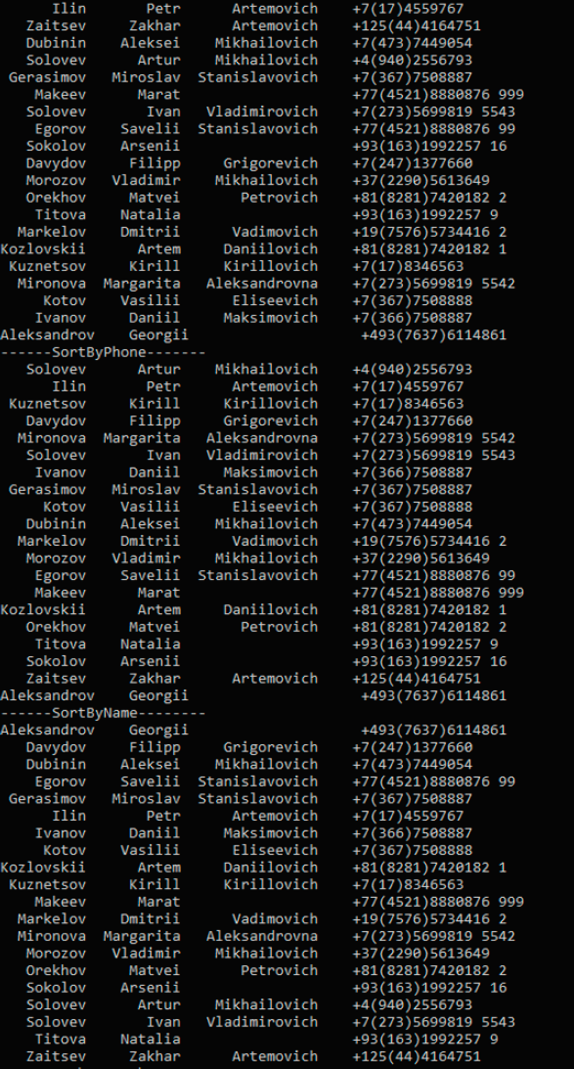 Ilin Petr Artemovich +7(17)4559767
Zaitsev Zakhar Artemovich +125(44)4164751
Dubinin Aleksei Mikhailovich +7(473)7449054
Solovev Artur Mikhailovich +4(940)2556793
Gerasimov Miroslav Stanislavovich +7(367)7508887
Makeev Marat +77(4521)8880876 999
Solovev Ivan Vladimirovich +7(273)5699819 5543
Egorov Savelii Stanislavovich +77(4521)8880876 99
Sokolov Arsenii +93(163)1992257 16
Davydov Filipp Grigorevich +7(247)1377660
Morozov Vladimir Mikhailovich +37(2290)5613649
Orekhov Matvei Petrovich +81(8281)7420182 2
Titova Natalia +93(163)1992257 9
Markelov Dmitrii Vadimovich +19(7576)5734416 2
Kozlovskii Artem Daniilovich +81(8281)7420182 1
Kuznetsov Kirill Kirillovich +7(17)8346563
Mironova Margarita Aleksandrovna +7(273)5699819 5542
Kotov Vasilii Eliseevich +7(367)7508888
Ivanov Daniil Maksimovich +7(366)7508887
Aleksandrov Georgii +493(7637)6114861
------SortByPhone-------
Solovev Artur Mikhailovich +4(940)2556793
Ilin Petr Artemovich +7(17)4559767
Kuznetsov Kirill Kirillovich +7(17)8346563
Davydov Filipp Grigorevich +7(247)1377660
Mironova Margarita Aleksandrovna +7(273)5699819 5542
Solovev Ivan Vladimirovich +7(273)5699819 5543
Ivanov Daniil Maksimovich +7(366)7508887
Gerasimov Miroslav Stanislavovich +7(367)7508887
Kotov Vasilii Eliseevich +7(367)7508888
Dubinin Aleksei Mikhailovich +7(473)7449054
Markelov Dmitrii Vadimovich +19(7576)5734416 2
Morozov Vladimir Mikhailovich +37(2290)5613649
Egorov Savelii Stanislavovich +77(4521)8880876 99
Makeev Marat +77(4521)8880876 999
Kozlovskii Artem Daniilovich +81(8281)7420182 1
Orekhov Matvei Petrovich +81(8281)7420182 2
Titova Natalia +93(163)1992257 9
Sokolov Arsenii +93(163)1992257 16
Zaitsev Zakhar Artemovich +125(44)4164751
Aleksandrov Georgii +493(7637)6114861
------SortByName--------
Aleksandrov Georgii +493(7637)6114861
Davydov Filipp Grigorevich +7(247)1377660
Dubinin Aleksei Mikhailovich +7(473)7449054
Egorov Savelii Stanislavovich +77(4521)8880876 99
Gerasimov Miroslav Stanislavovich +7(367)7508887
Ilin Petr Artemovich +7(17)4559767
Ivanov Daniil Maksimovich +7(366)7508887
Kotov Vasilii Eliseevich +7(367)7508888
Kozlovskii Artem Daniilovich +81(8281)7420182 1
Kuznetsov Kirill Kirillovich +7(17)8346563
Makeev Marat +77(4521)8880876 999
Markelov Dmitrii Vadimovich +19(7576)5734416 2
Mironova Margarita Aleksandrovna +7(273)5699819 5542
Morozov Vladimir Mikhailovich +37(2290)5613649
Orekhov Matvei Petrovich +81(8281)7420182 2
Sokolov Arsenii +93(163)1992257 16
Solovev Artur Mikhailovich +4(940)2556793
Solovev Ivan Vladimirovich +7(273)5699819 5543
Titova Natalia +93(163)1992257 9
Zaitsev Zakhar Artemovich +125(44)4164751